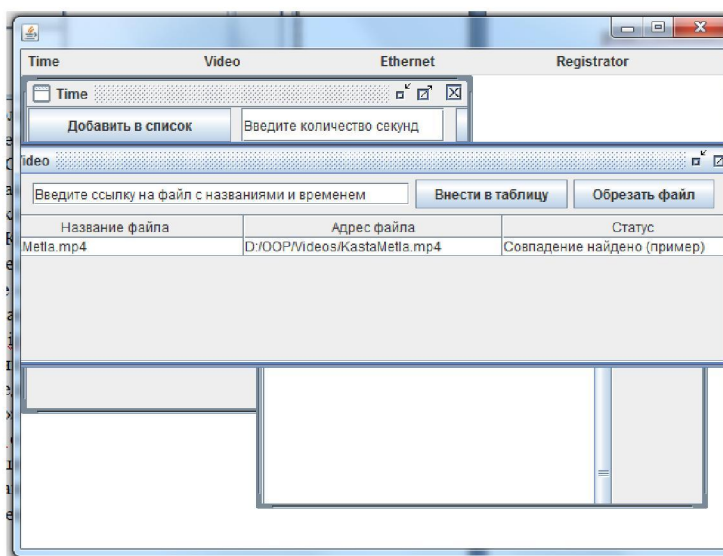 Time Video Ethernet Registrator
Time
Добавить в список Введите количество секунд
ideo
Введите ссылку на файл с названиями и временем Внести в таблицу Обрезать файл
Название файла Адрес файла Статус
Metla.mp4 D:/OOP/Videos/KastaMetla.mp4 Совпадение найдено (пример)